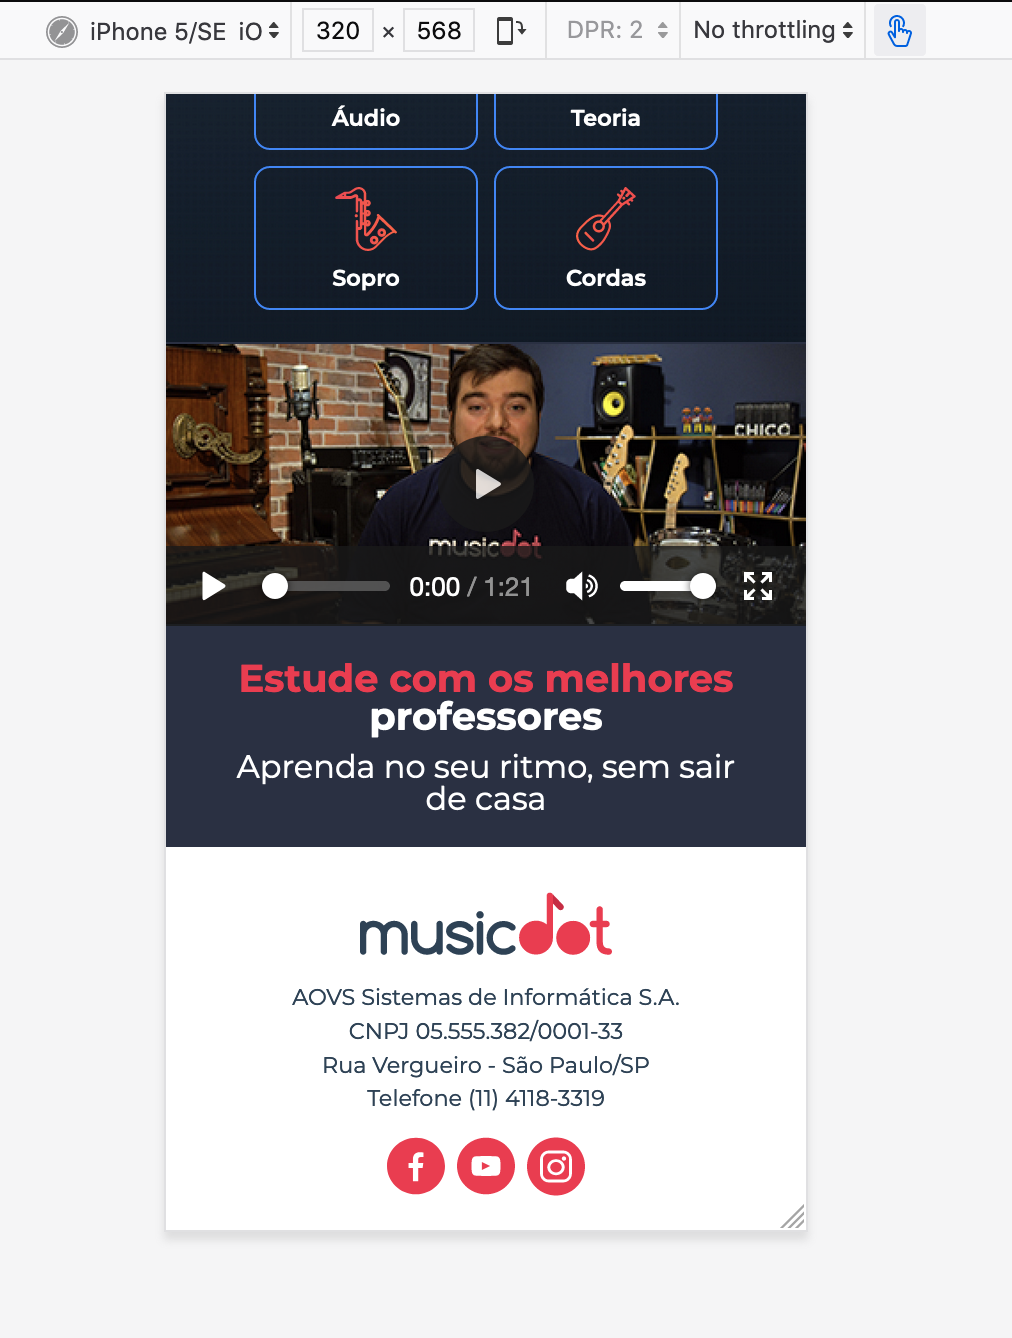 iPhone 5/SE iO
320 × 568
DPR: 2
No throttling
Áudio
Teoria
Sopro
Cordas
CHICO
musicdot
0:00 / 1:21
Estude com os melhores
professores
Aprenda no seu ritmo, sem sair
de casa
musicdot
AOVS Sistemas de Informática S.A.
CNPJ 05.555.382/0001-33
Rua Vergueiro - São Paulo/SP
Telefone (11) 4118-3319